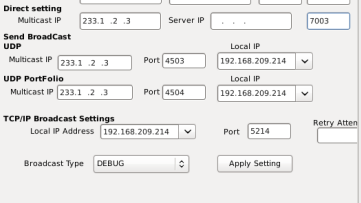 Direct setting
Multicast IP 233.1 .2 .3 Server IP . . . 7003
Send BroadCast
UDP Local IP
Multicast IP 233.1 .2 .3 Port 4503 192.168.209.214
UDP PortFolio Local IP
Multicast IP 233.1 .2 .3 Port 4504 192.168.209.214
TCP/IP Broadcast Settings Retry Atten
Local IP Address 192.168.209.214 Port 5214
Broadcast Type DEBUG Apply Setting